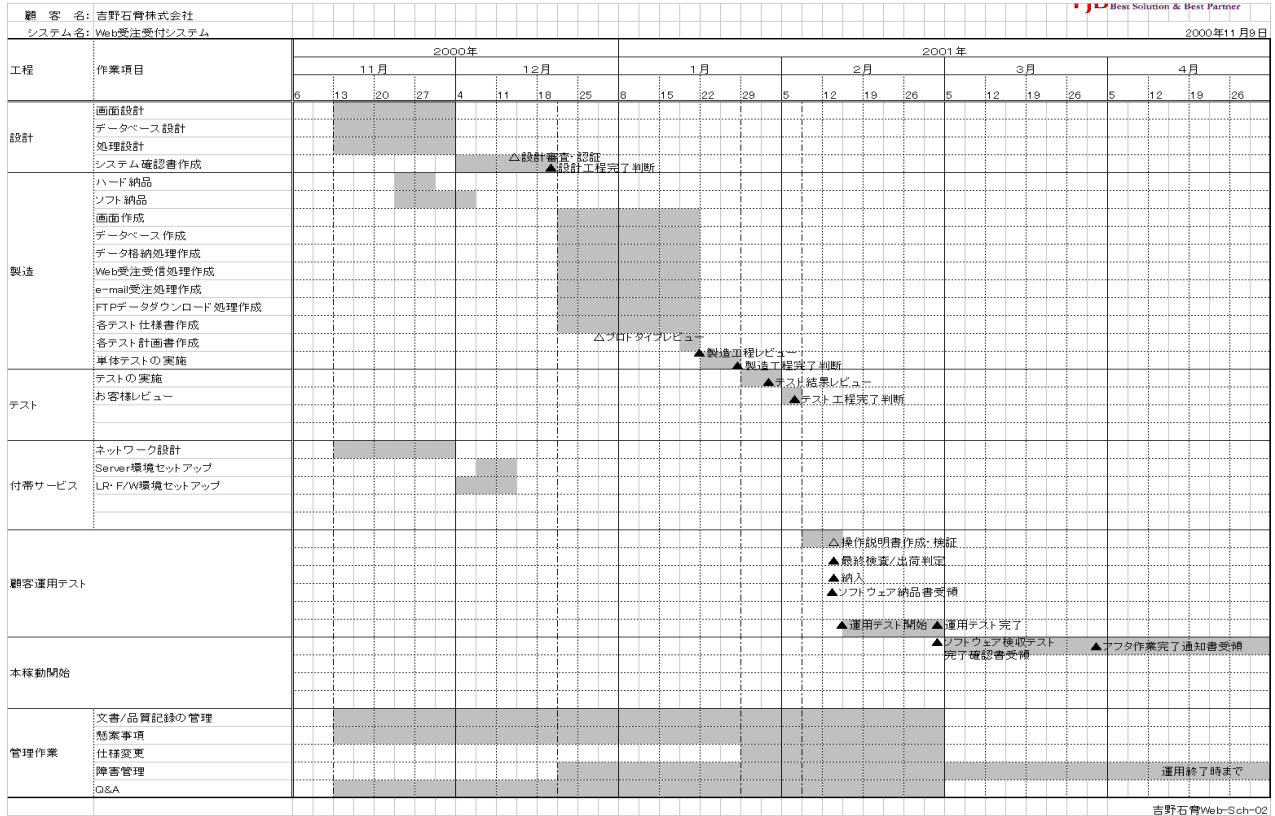 顧 客 名: 吉野石膏株式会社
Best Solution & Best Partner
システム名: Web受注受付システム
2000年11月9日
2000年 2001年
工程 作業項目
11月 12月 1月 2月 3月 4月
6 13 20 27 4 11 18 25 8 15 22 29 5 12 19 26 5 12 19 26 5 12 19 26
設計
画面設計
データベース設計
処理設計
システム確認書作成
△設計審査・認証
▲設計工程完了判断
製造
ハード納品
ソフト納品
画面作成
データベース作成
データ格納処理作成
Web受注受信処理作成
e-mail受注処理作成
FTPデータダウンロード処理作成
各テスト仕様書作成
各テスト計画書作成
△プロトタイプレビュー
▲製造工程レビュー
単体テストの実施
▲製造工程完了判断
テスト
テストの実施
▲テスト結果レビュー
お客様レビュー
▲テスト工程完了判断
付帯サービス
ネットワーク設計
Server環境セットアップ
LR・F/W環境セットアップ
顧客運用テスト
△操作説明書作成・検証
▲最終検査/出荷判定
▲納入
▲ソフトウェア納品書受領
▲運用テスト開始 ▲運用テスト完了
本稼動開始
▲ソフトウェア検収テスト
完了確認書受領
▲アフタ作業完了通知書受領
管理作業
文書/品質記録の管理
懸案事項
仕様変更
障害管理
運用終了時まで
Q&A
吉野石膏Web-Sch-02